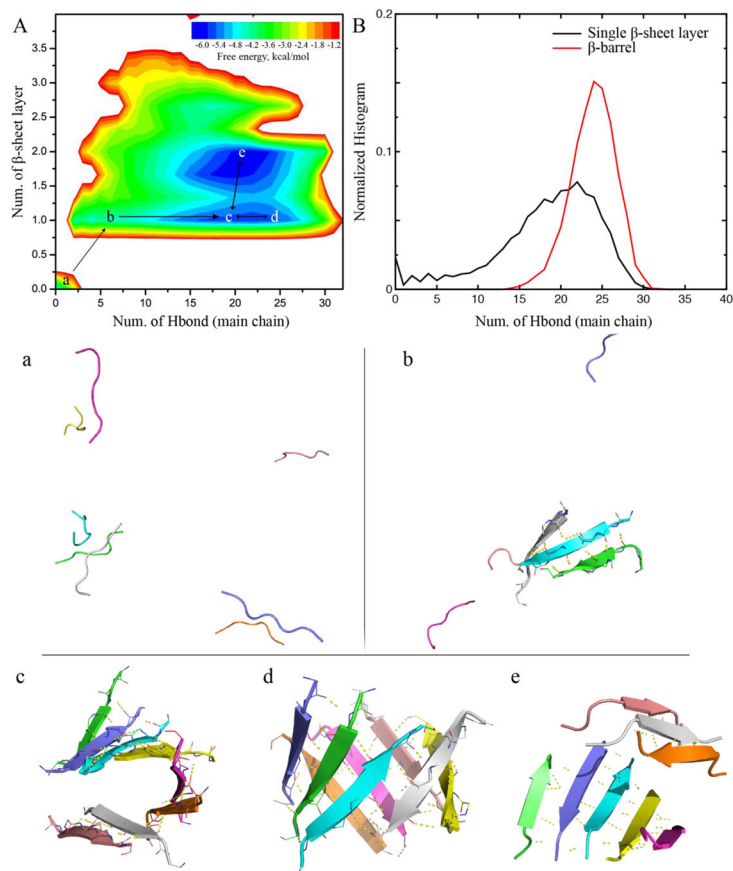 A
B
-6.0 -5.4 -4.8 -4.2 -3.6 -3.0 -2.4 -1.8 -1.2
Free energy, kcal/mol
Num. of β-sheet layer
3.5
3.0
2.5
2.0
1.5
1.0
0.5
0.0
0 5 10 15 20 25 30
Num. of Hbond (main chain)
a
b
c
d
e
Single β-sheet layer
β-barrel
Normalized Histogram
0.2
0.1
0
0 5 10 15 20 25 30 35 40
Num. of Hbond (main chain)
a
b
c
d
e